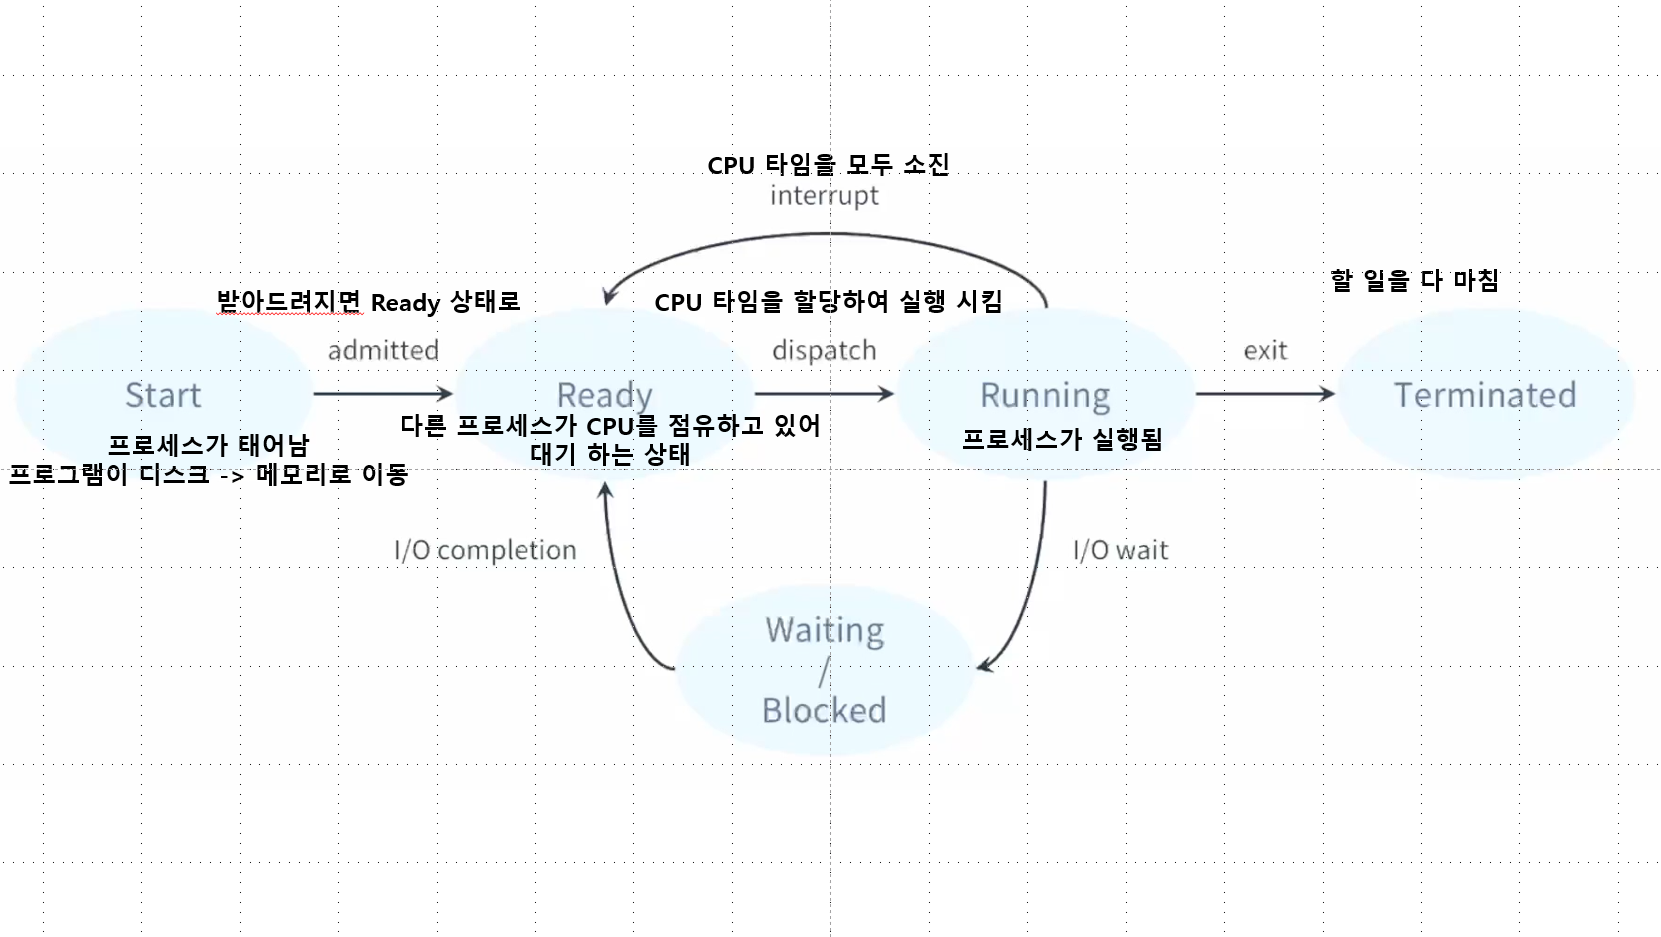 CPU 타임을 모두 소진
interrupt
할 일을 다 마침
받아드려지면 Ready 상태로
CPU 타임을 할당하여 실행 시킴
admitted
dispatch
exit
Start
Ready
Running
Terminated
프로세스가 태어남
프로그램이 디스크 -> 메모리로 이동
다른 프로세스가 CPU를 점유하고 있어
대기 하는 상태
프로세스가 실행됨
I/O completion
I/O wait
Waiting
/
Blocked